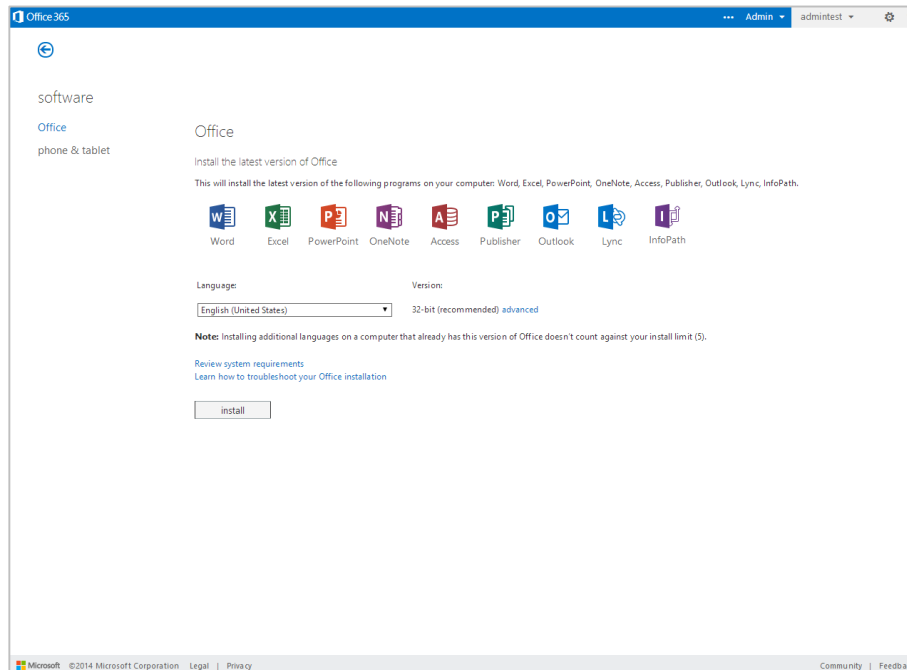 Office 365
••• Admin ▾ admintest ▾
software
Office
phone & tablet
Office
Install the latest version of Office
This will install the latest version of the following programs on your computer: Word, Excel, PowerPoint, OneNote, Access, Publisher, Outlook, Lync, InfoPath.
Word Excel PowerPoint OneNote Access Publisher Outlook Lync InfoPath
Language: Version:
English (United States) 32-bit (recommended) advanced
Note: Installing additional languages on a computer that already has this version of Office doesn't count against your install limit (5).
Review system requirements
Learn how to troubleshoot your Office installation
install
Microsoft ©2014 Microsoft Corporation Legal | Privacy Community | Feedba